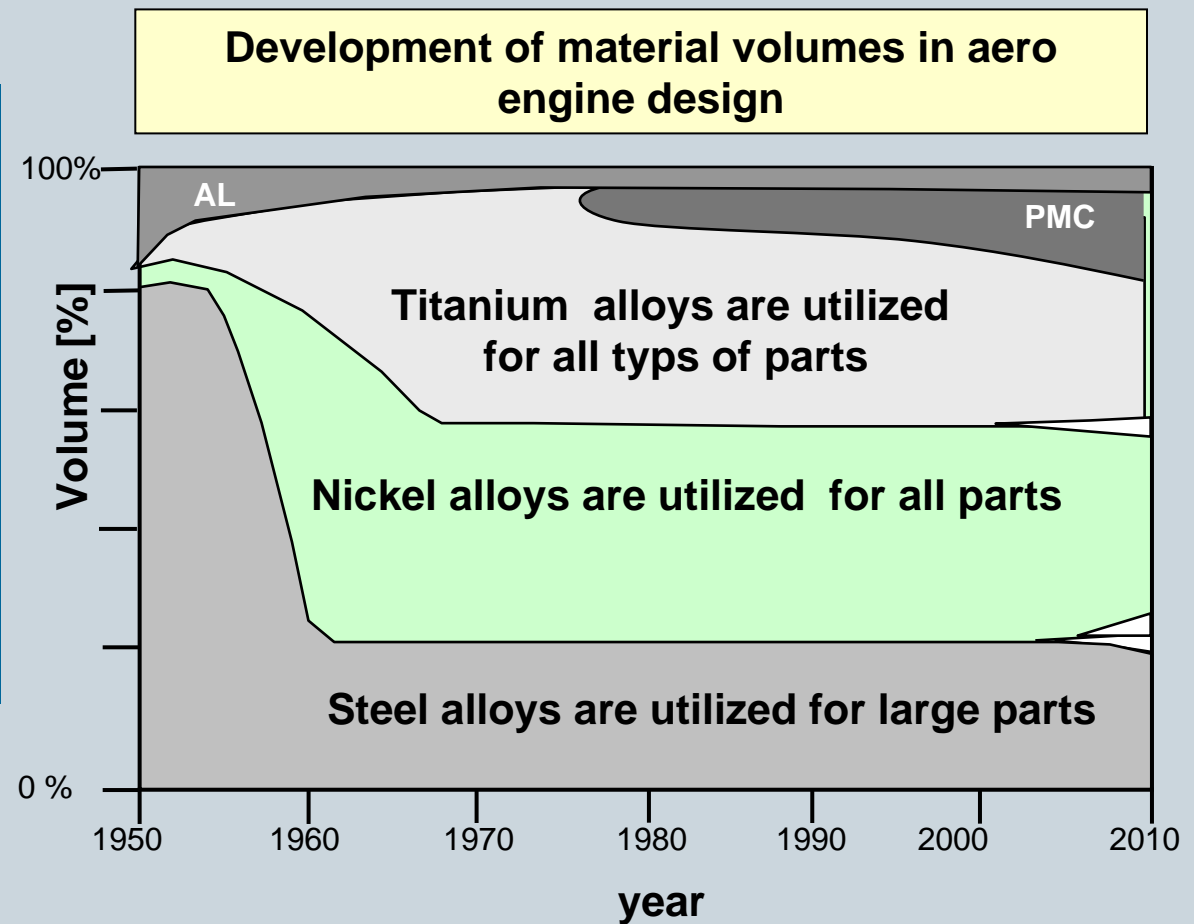 Development of material volumes in aero
engine design
100%
AL
PMC
Volume [%]
Titanium alloys are utilized
for all typs of parts
Nickel alloys are utilized for all parts
Steel alloys are utilized for large parts
0 %
1950 1960 1970 1980 1990 2000 2010
year